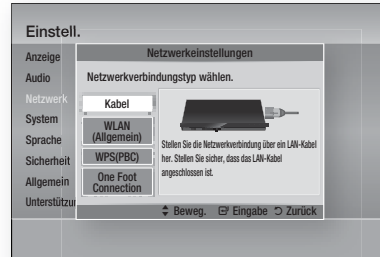 Einstell.
Anzeige
Audio
Netzwerk
System
Sprache
Sicherheit
Allgemein
Unterstützun
Netzwerkeinstellungen
Netzwerkverbindungstyp wählen.
Kabel
WLAN
(Allgemein)
WPS(PBC)
One Foot
Connection
Stellen Sie die Netzwerkverbindung über ein LAN-Kabel
her. Stellen Sie sicher, dass das LAN-Kabel
angeschlossen ist.
Beweg. Eingabe Zurück